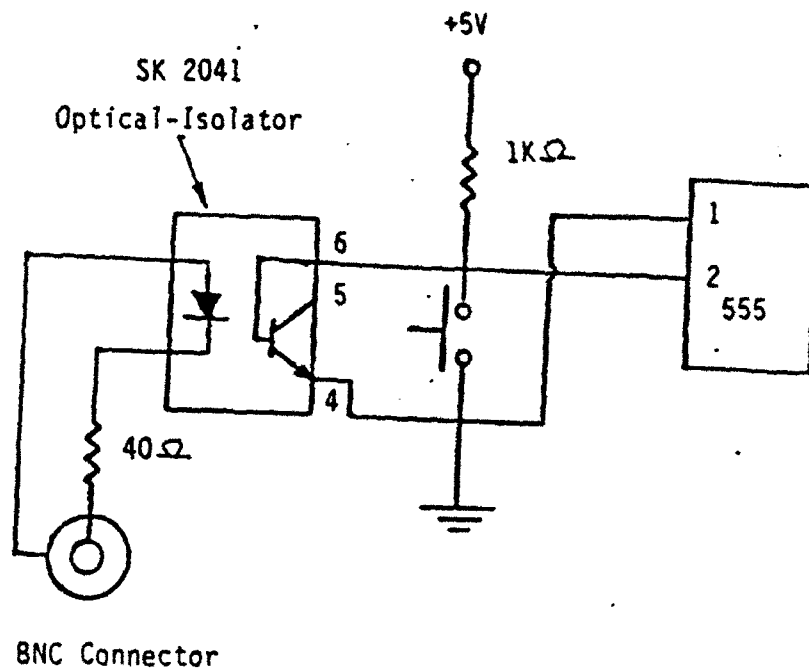 +5V
SK 2041
Optical-Isolator
1KΩ
1
6
2
5
555
4
40Ω
BNC Connector